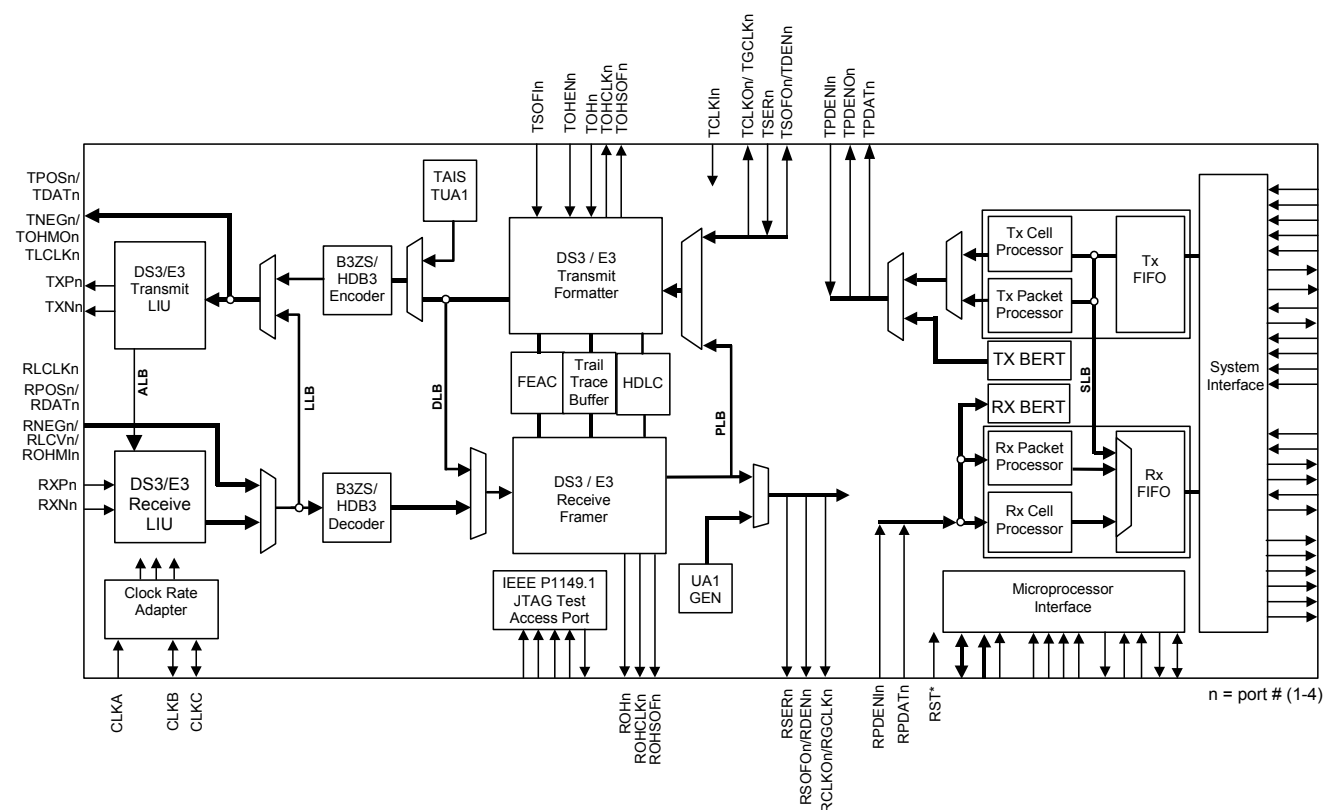 TSOFIn
TOHENn
TOHn
TOHCLKn
TOHSOFn
TCLKIn
TCLKOn/ TGCLKn
TSERn
TSOFOn/TDENn
TPDENIn
TPDENOn
TPDATn
TPOSn/
TDATn
TNEGn/
TOHMOn
TLCLKn
TXPn
TXNn
RLCLKn
RPOSn/
RDATn
RNEGn/
RLCVn/
ROHMIn
RXPn
RXNn
DS3/E3
Transmit
LIU
ALB
DS3/E3
Receive
LIU
Clock Rate
Adapter
CLKA
CLKB
CLKC
LLB
B3ZS/
HDB3
Encoder
B3ZS/
HDB3
Decoder
TAIS
TUA1
DLB
DS3 / E3
Transmit
Formatter
FEAC
Trail
Trace
Buffer
HDLC
DS3 / E3
Receive
Framer
IEEE P1149.1
JTAG Test
Access Port
ROHn
ROHCLKn
ROHSOFn
PLB
UA1
GEN
RSERn
RSOFOn/RDENn
RCLKOn/RGCLKn
RPDENIn
RPDATn
RST*
Tx Cell
Processor
Tx Packet
Processor
Tx
FIFO
TX BERT
RX BERT
SLB
Rx Packet
Processor
Rx Cell
Processor
Rx
FIFO
Microprocessor
Interface
System
Interface
n = port # (1-4)